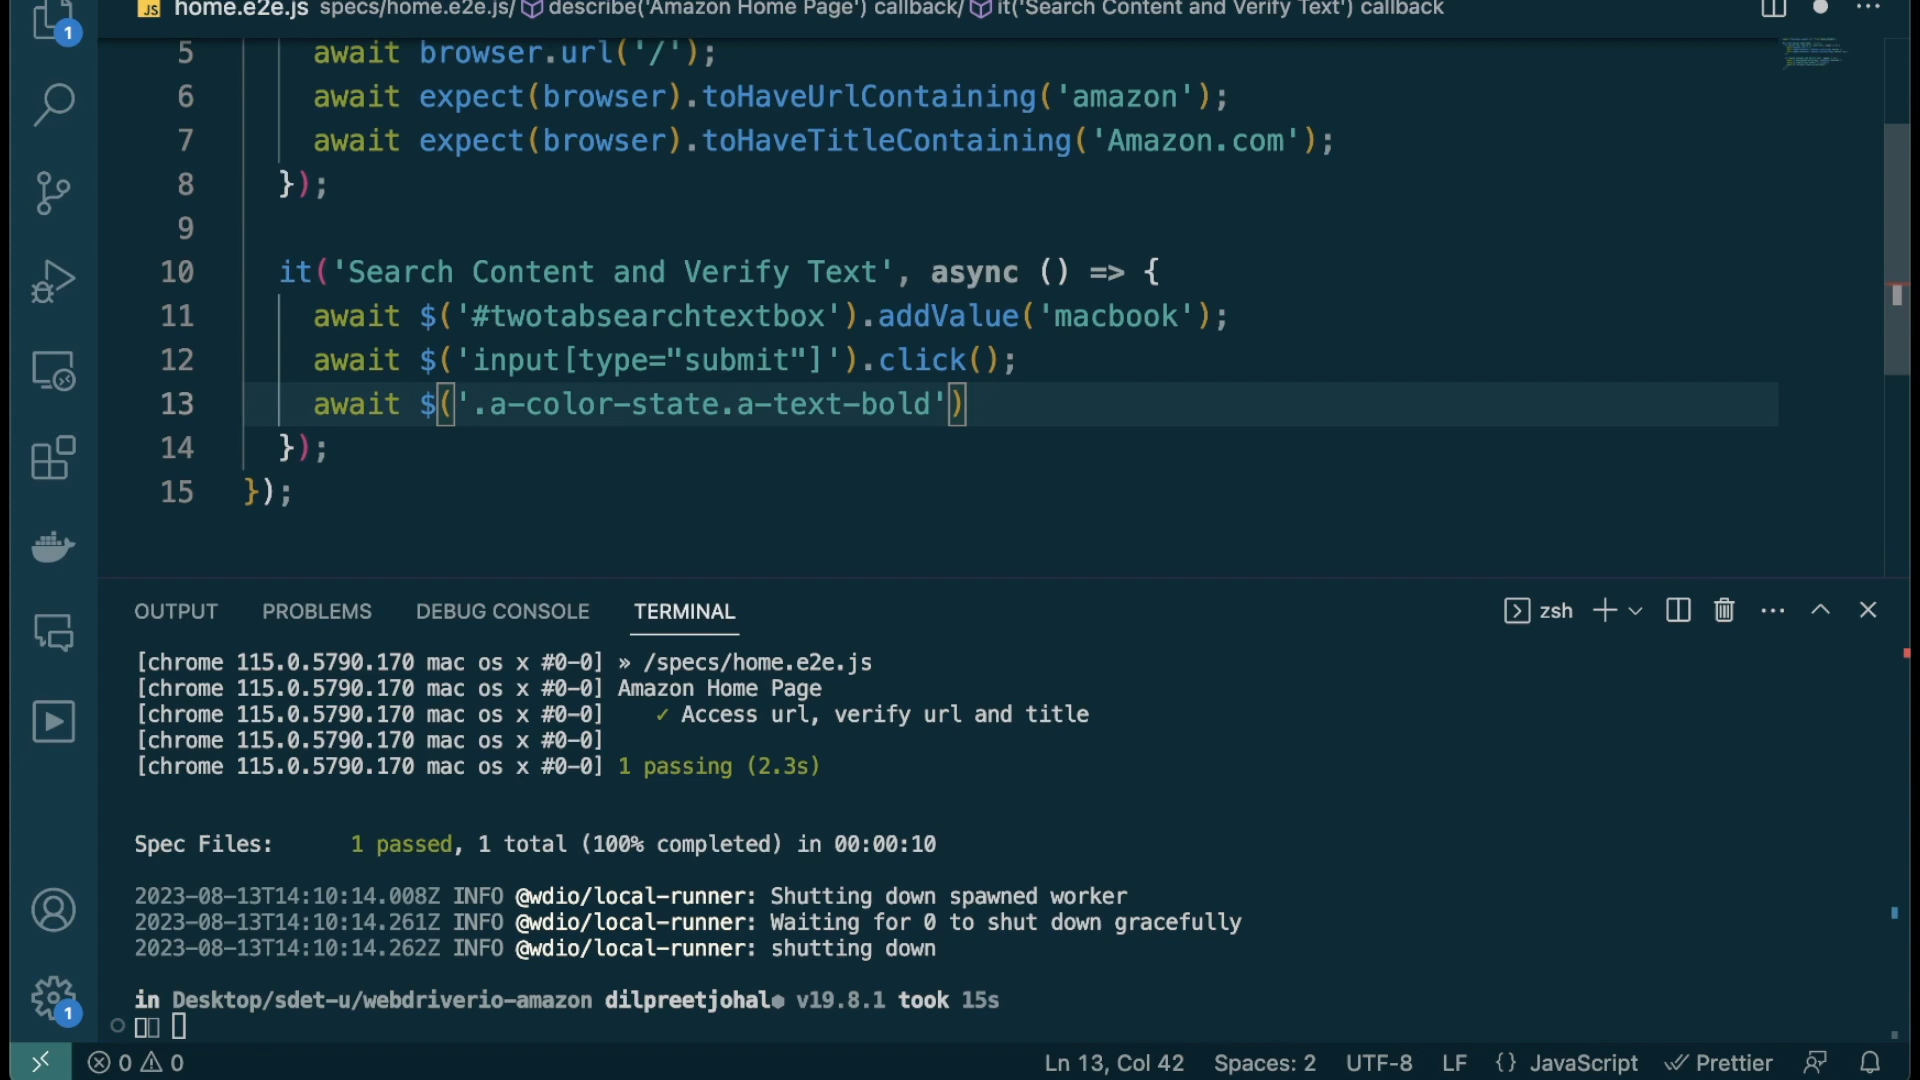 JS home.e2e.js specs/home.e2e.js/ describe('Amazon Home Page') callback/ it('Search Content and Verify Text') callback
5 await browser.url('/');
6 await expect(browser).toHaveUrlContaining('amazon');
7 await expect(browser).toHaveTitleContaining('Amazon.com');
8 });
9
10 it('Search Content and Verify Text', async () => {
11 await $('#twotabsearchtextbox').addValue('macbook');
12 await $('input[type="submit"]').click();
13 await $('.a-color-state.a-text-bold')
14 });
15 });
OUTPUT PROBLEMS DEBUG CONSOLE TERMINAL zsh
[chrome 115.0.5790.170 mac os x #0-0] » /specs/home.e2e.js
[chrome 115.0.5790.170 mac os x #0-0] Amazon Home Page
[chrome 115.0.5790.170 mac os x #0-0] ✓ Access url, verify url and title
[chrome 115.0.5790.170 mac os x #0-0]
[chrome 115.0.5790.170 mac os x #0-0] 1 passing (2.3s)
Spec Files: 1 passed, 1 total (100% completed) in 00:00:10
2023-08-13T14:10:14.008Z INFO @wdio/local-runner: Shutting down spawned worker
2023-08-13T14:10:14.261Z INFO @wdio/local-runner: Waiting for 0 to shut down gracefully
2023-08-13T14:10:14.262Z INFO @wdio/local-runner: shutting down
in Desktop/sdet-u/webdriverio-amazon dilpreetjohal● v19.8.1 took 15s
1
1
0 0 Ln 13, Col 42 Spaces: 2 UTF-8 LF {} JavaScript Prettier